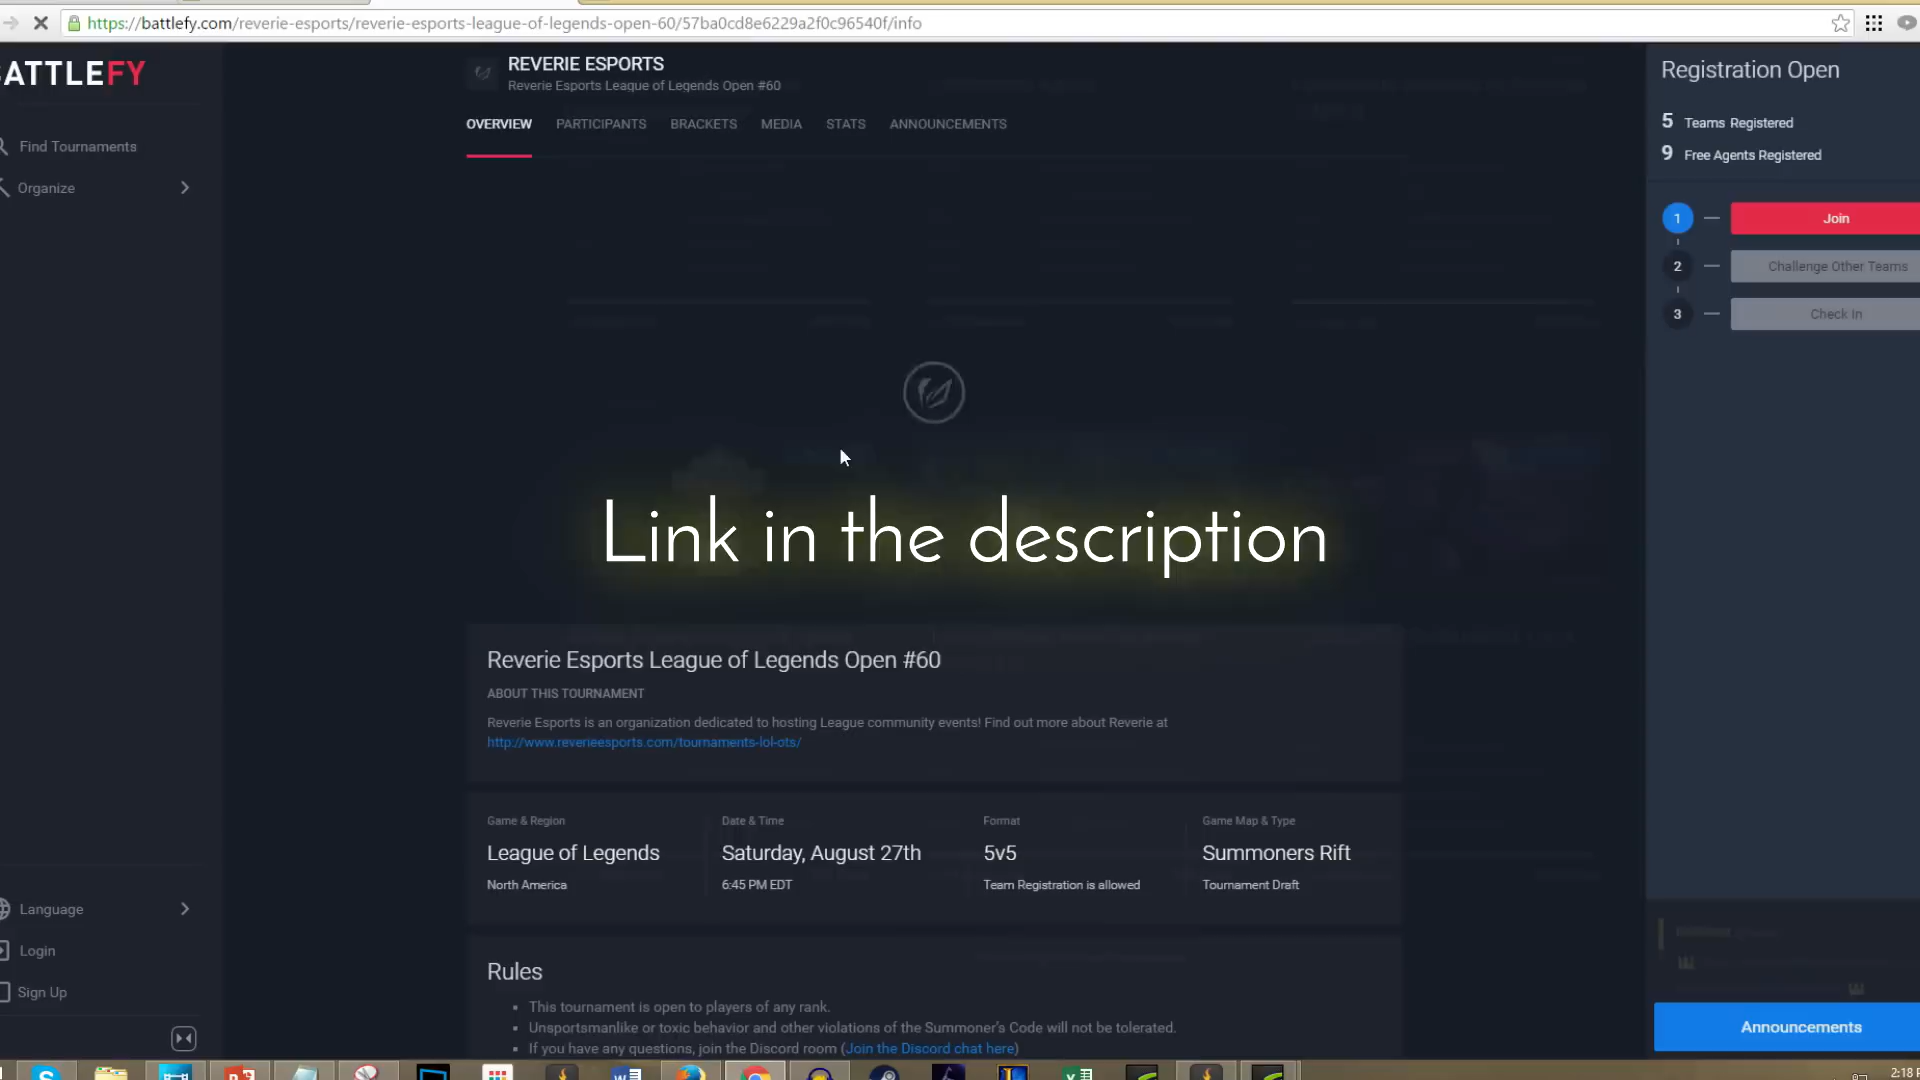 https://battlefy.com/reverie-esports/reverie-esports-league-of-legends-open-60/57ba0cd8e6229a2f0c96540f/info
ATTLEFY
Find Tournaments
Organize
REVERIE ESPORTS
Reverie Esports League of Legends Open #60
OVERVIEW PARTICIPANTS BRACKETS MEDIA STATS ANNOUNCEMENTS
Registration Open
5 Teams Registered
9 Free Agents Registered
1 Join
2 Challenge Other Teams
3 Check In
Link in the description
Reverie Esports League of Legends Open #60
ABOUT THIS TOURNAMENT
Reverie Esports is an organization dedicated to hosting League community events! Find out more about Reverie at
http://www.reverieesports.com/tournaments-lol-ots/
Game & Region
League of Legends
North America
Date & Time
Saturday, August 27th
6:45 PM EDT
Format
5v5
Team Registration is allowed
Game Map & Type
Summoners Rift
Tournament Draft
Rules
• This tournament is open to players of any rank.
• Unsportsmanlike or toxic behavior and other violations of the Summoner's Code will not be tolerated.
• If you have any questions, join the Discord room (Join the Discord chat here)
Language
Login
Sign Up
Announcements
2:18 P